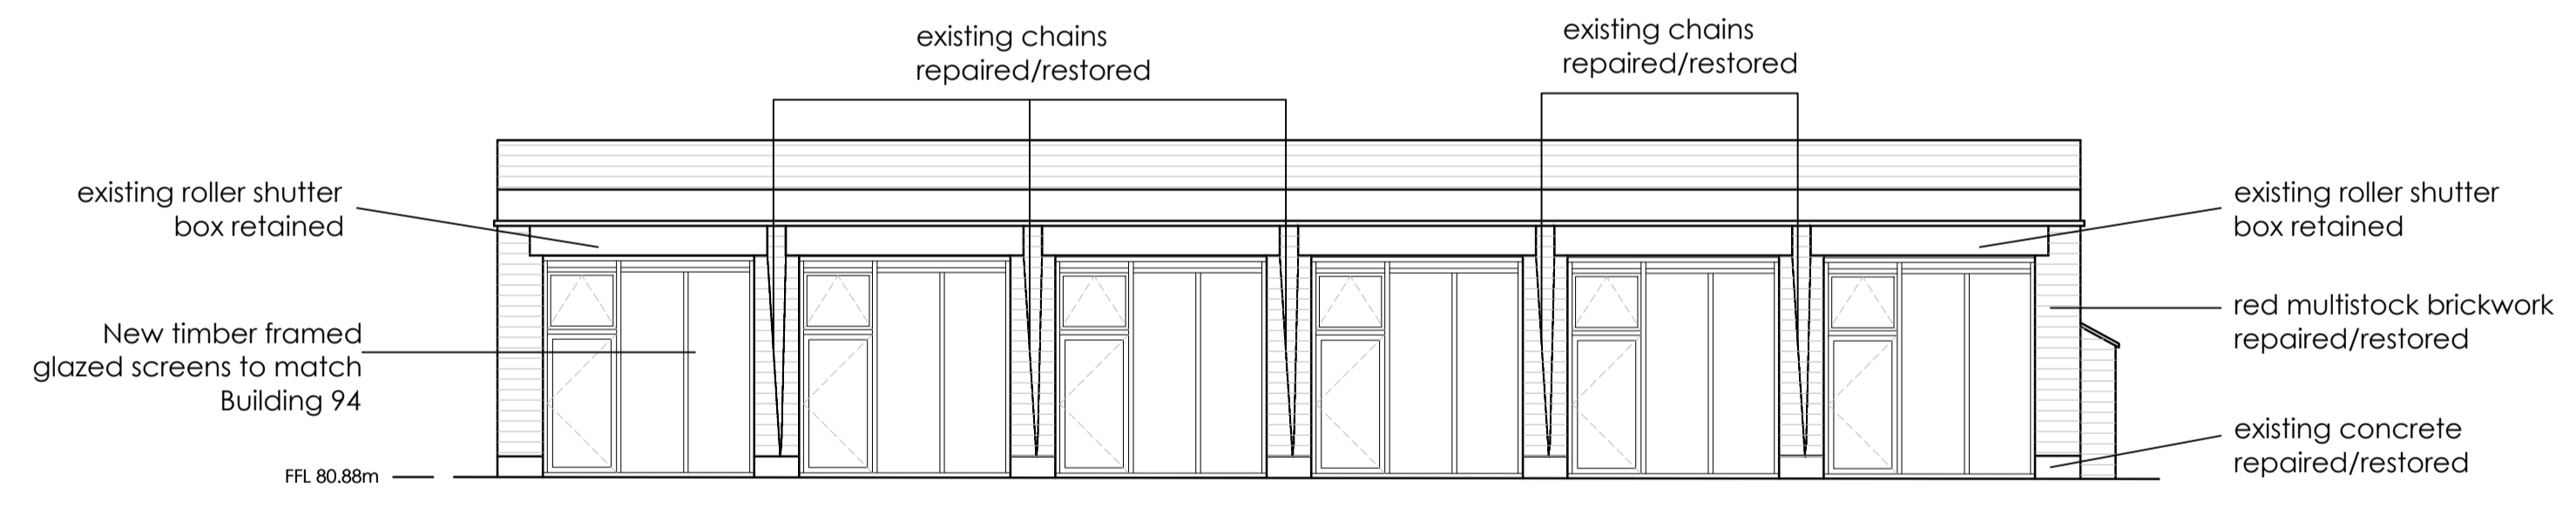 existing chains
repaired/restored
existing chains
repaired/restored
existing roller shutter
box retained
existing roller shutter
box retained
New timber framed
glazed screens to match
Building 94
red multistock brickwork
repaired/restored
existing concrete
repaired/restored
FFL 80.88m